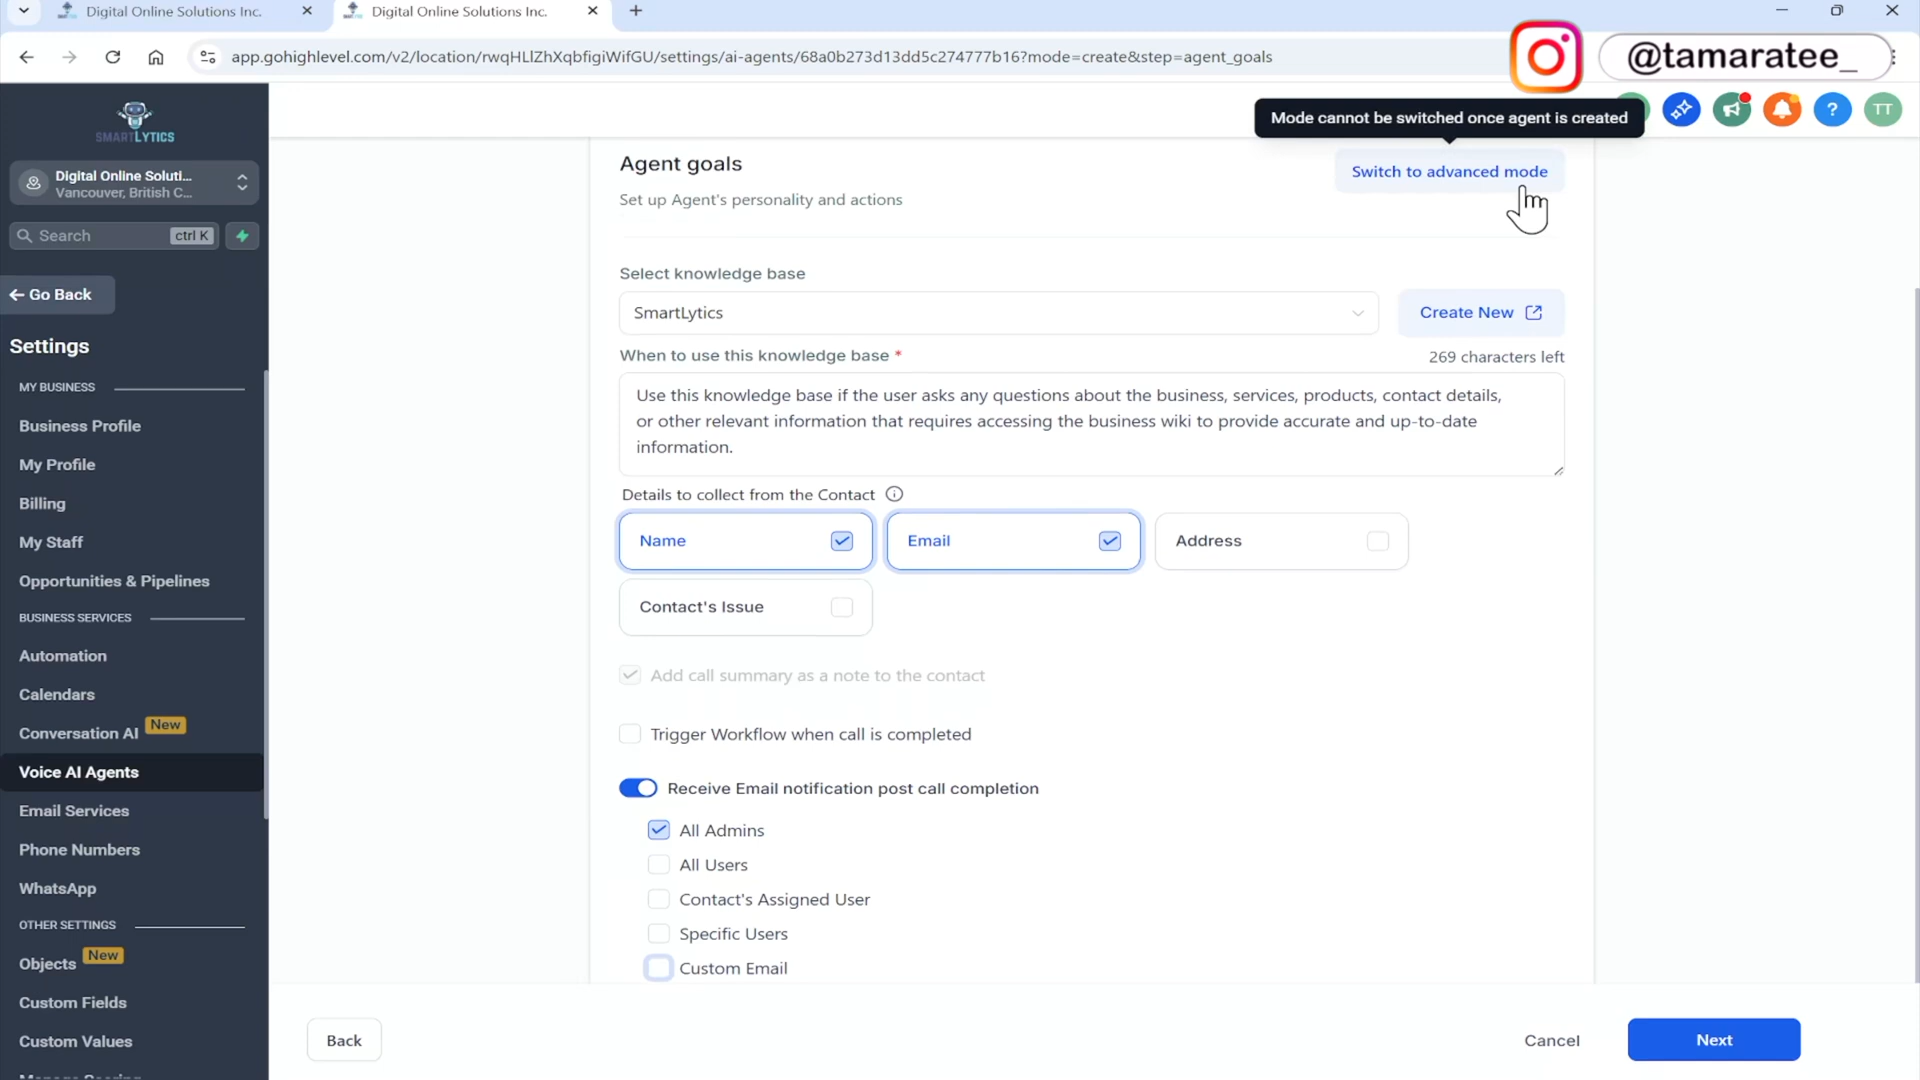 Digital Online Solutions Inc.
Digital Online Solutions Inc.
app.gohighlevel.com/v2/location/rwqHLlZhXqbfigiWifGU/settings/ai-agents/68a0b273d13dd5c274777b16?mode=create&step=agent_goals
@tamaratee_
SMARTLYTICS
Mode cannot be switched once agent is created
?
TT
Digital Online Soluti...
Vancouver, British C...
Search
ctrl K
Go Back
Settings
MY BUSINESS
Business Profile
My Profile
Billing
My Staff
Opportunities & Pipelines
BUSINESS SERVICES
Automation
Calendars
Conversation AI New
Voice AI Agents
Email Services
Phone Numbers
WhatsApp
OTHER SETTINGS
Objects New
Custom Fields
Custom Values
Agent goals
Switch to advanced mode
Set up Agent's personality and actions
Select knowledge base
SmartLytics
Create New
When to use this knowledge base *
269 characters left
Use this knowledge base if the user asks any questions about the business, services, products, contact details,
or other relevant information that requires accessing the business wiki to provide accurate and up-to-date
information.
Details to collect from the Contact
Name
Email
Address
Contact's Issue
Add call summary as a note to the contact
Trigger Workflow when call is completed
Receive Email notification post call completion
All Admins
All Users
Contact's Assigned User
Specific Users
Custom Email
Back
Cancel
Next